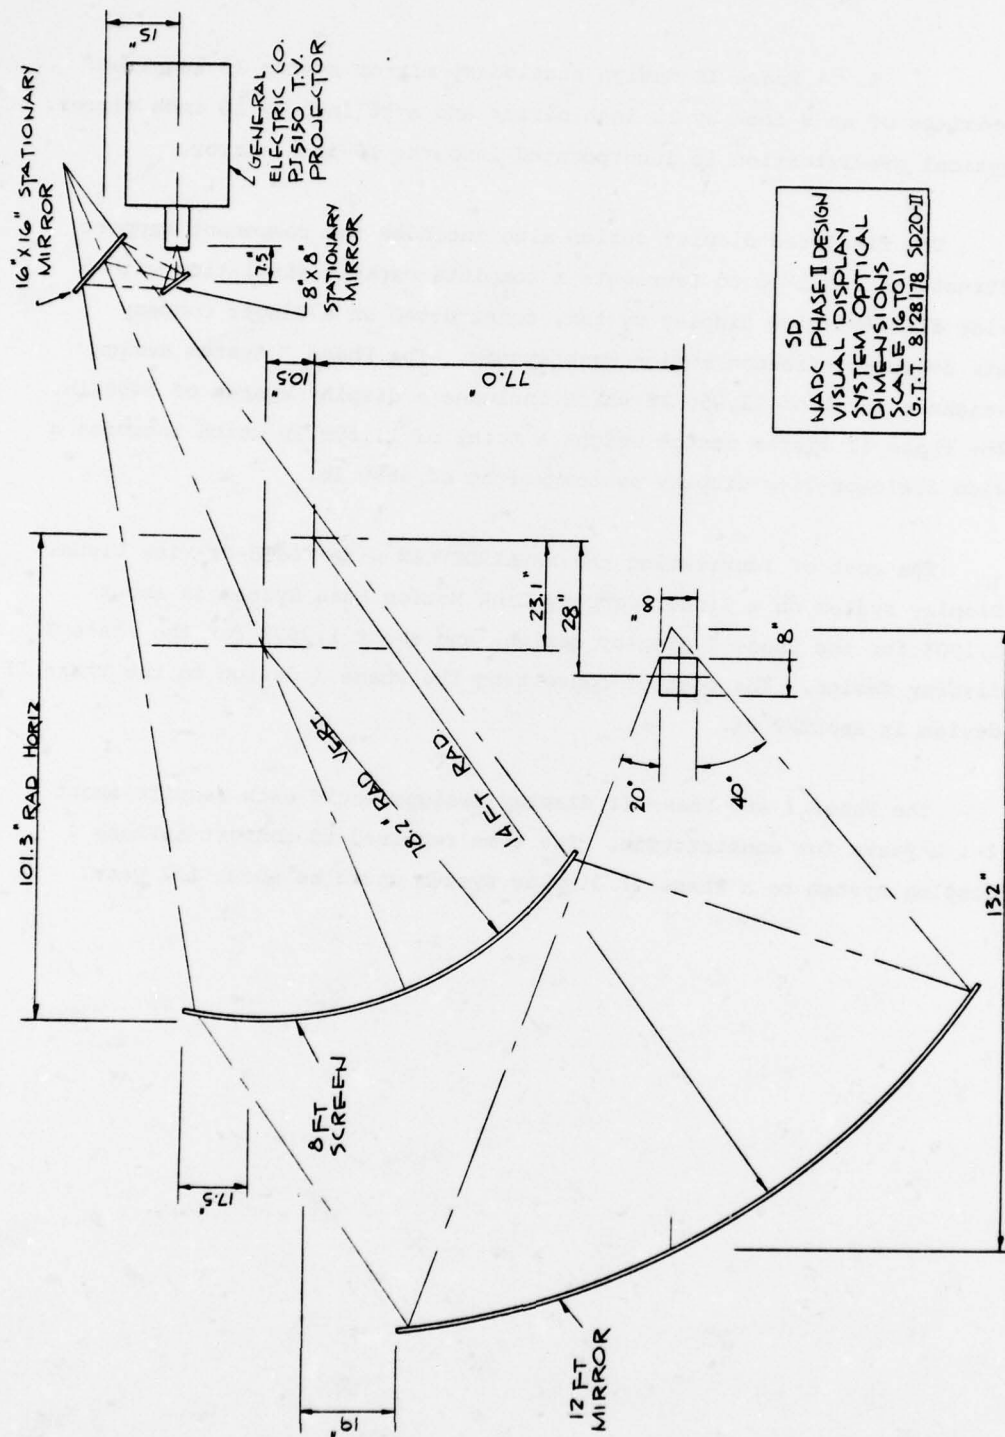 15"
16"X16" STATIONARY
MIRROR
GENERAL
ELECTRIC CO.
PJ5150 T.V.
PROJECTOR
7.5"
8"X8"
STATIONARY
MIRROR
10.5"
77.0"
101.3" RAD HORIZ
23.1"
28"
78.2" RAD VERT.
14 FT RAD.
8"
8"
20°
40°
132"
8 FT
SCREEN
17.5"
12 FT
MIRROR
SD
NADC PHASE II DESIGN
VISUAL DISPLAY
SYSTEM OPTICAL
DIMENSIONS
SCALE 16 TO 1
G.T.T. 8/28/78 SD20-II